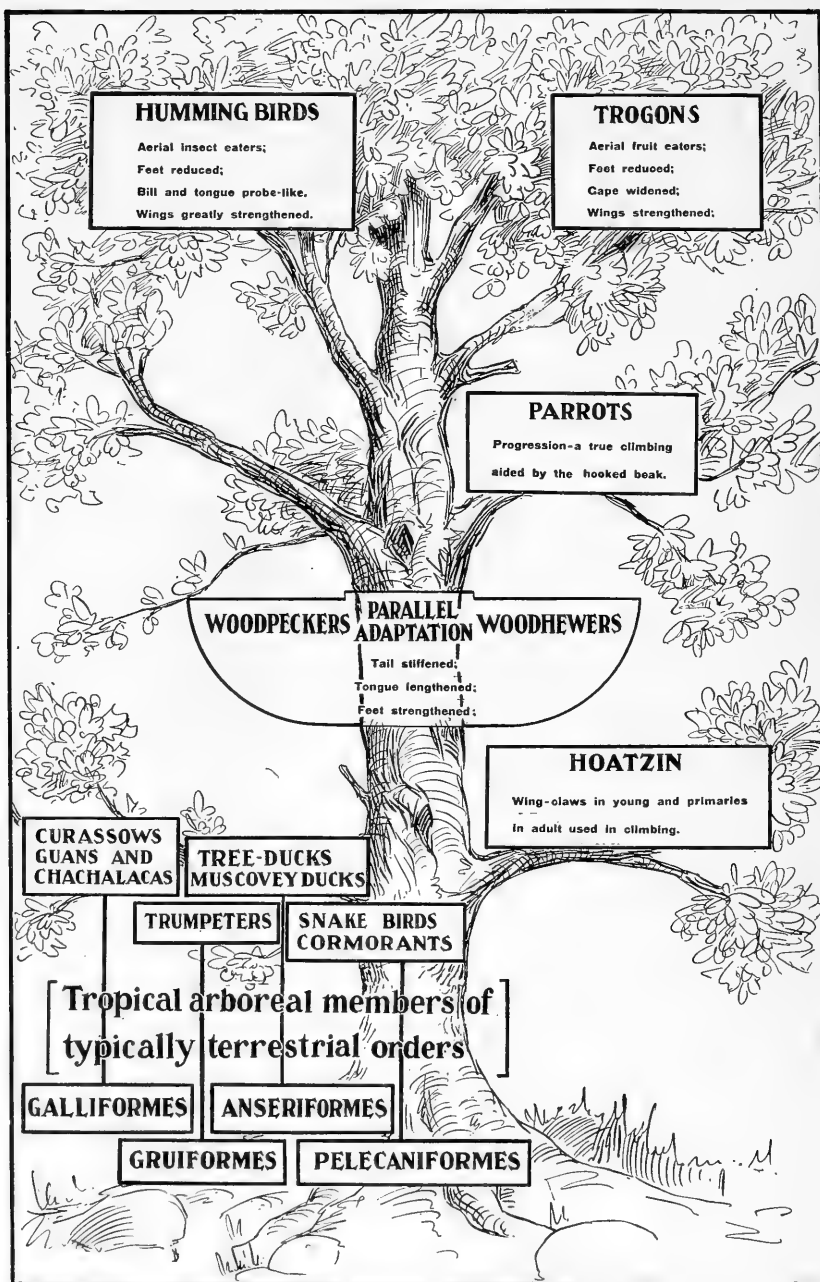 HUMMING BIRDS
Aerial insect eaters;
Feet reduced;
Bill and tongue probe-like.
Wings greatly strengthened.
TROGONS
Aerial fruit eaters;
Feet reduced;
Gape widened;
Wings strengthened;
PARROTS
Progression-a true climbing
aided by the hooked beak.
WOODPECKERS
PARALLEL
ADAPTATION
WOODHEWERS
Tail stiffened;
Tongue lengthened;
Feet strengthened;
HOATZIN
Wing-claws in young and primaries
in adult used in climbing.
CURASSOWS
GUANS AND
CHACHALACAS
TREE-DUCKS
MUSCOVEY DUCKS
TRUMPETERS
SNAKE BIRDS
CORMORANTS
[Tropical arboreal members of
typically terrestrial orders]
GALLIFORMES
ANSERIFORMES
GRUIFORMES
PELECANIFORMES